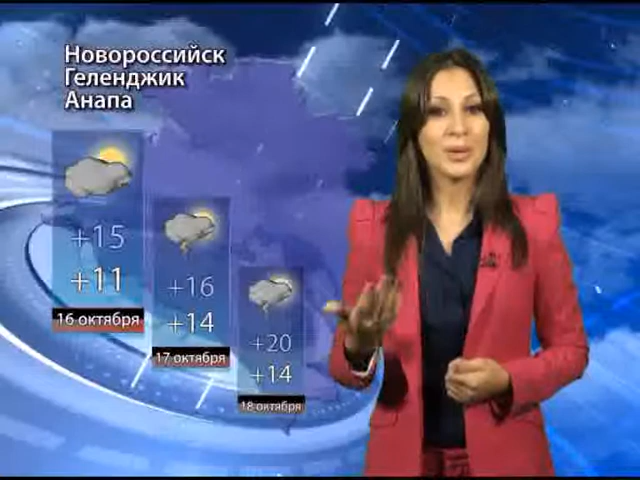 Новороссийск
Геленджик
Анапа
+15
+11
16 октября
+16
+14
17 октября
+20
+14
18 октября